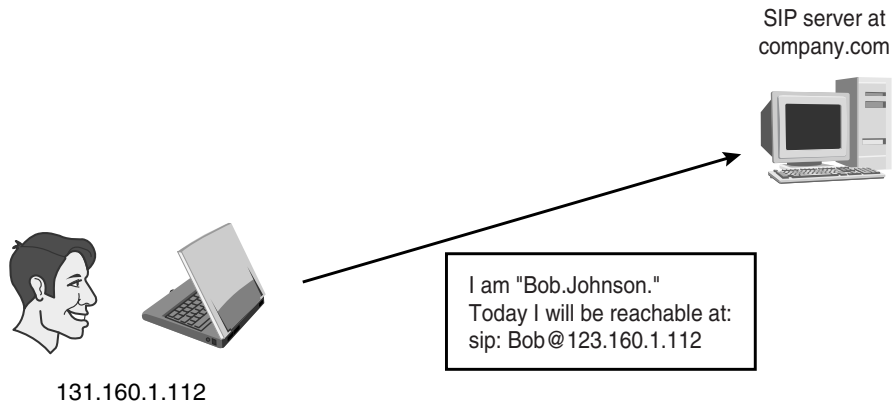 SIP server at
company.com
I am "Bob.Johnson."
Today I will be reachable at:
sip: Bob@123.160.1.112
131.160.1.112